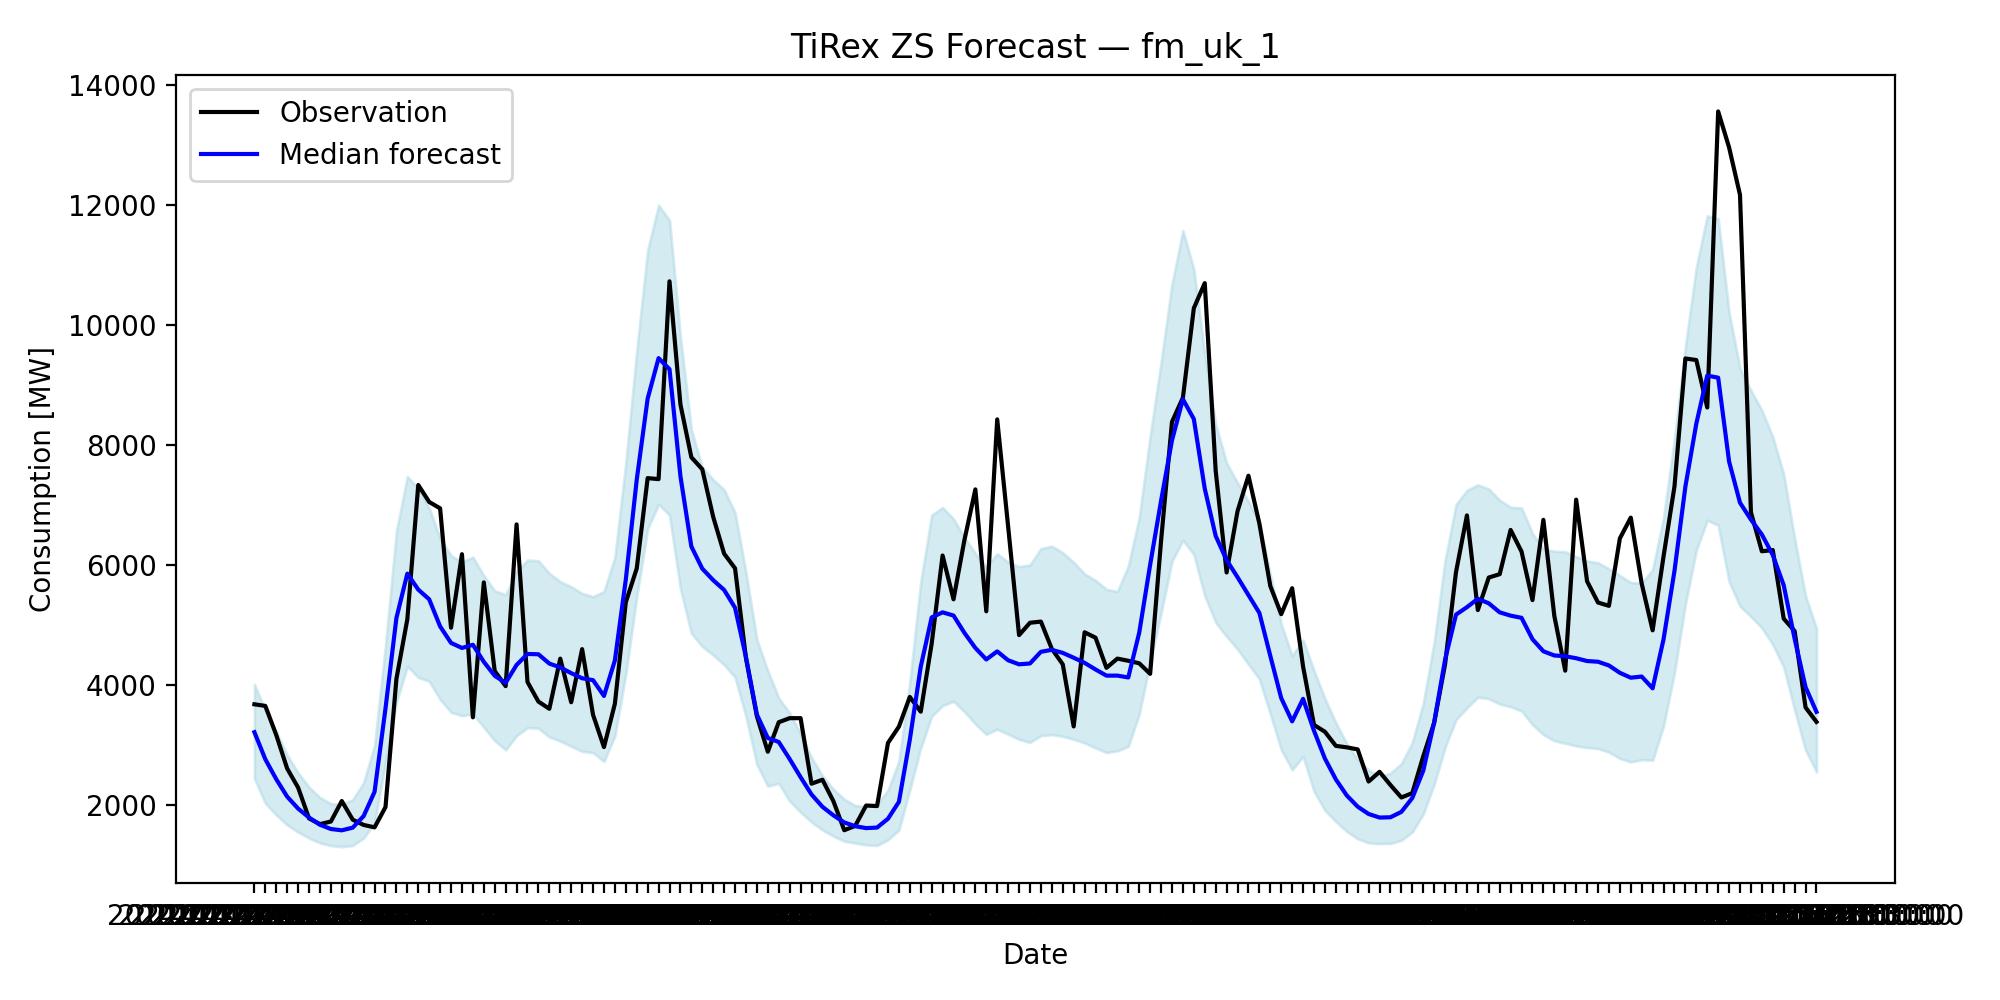 TiRex ZS Forecast — fm_uk_1
14000
Observation
Median forecast
12000
10000
8000
6000
4000
2000
Consumption [MW]
Date